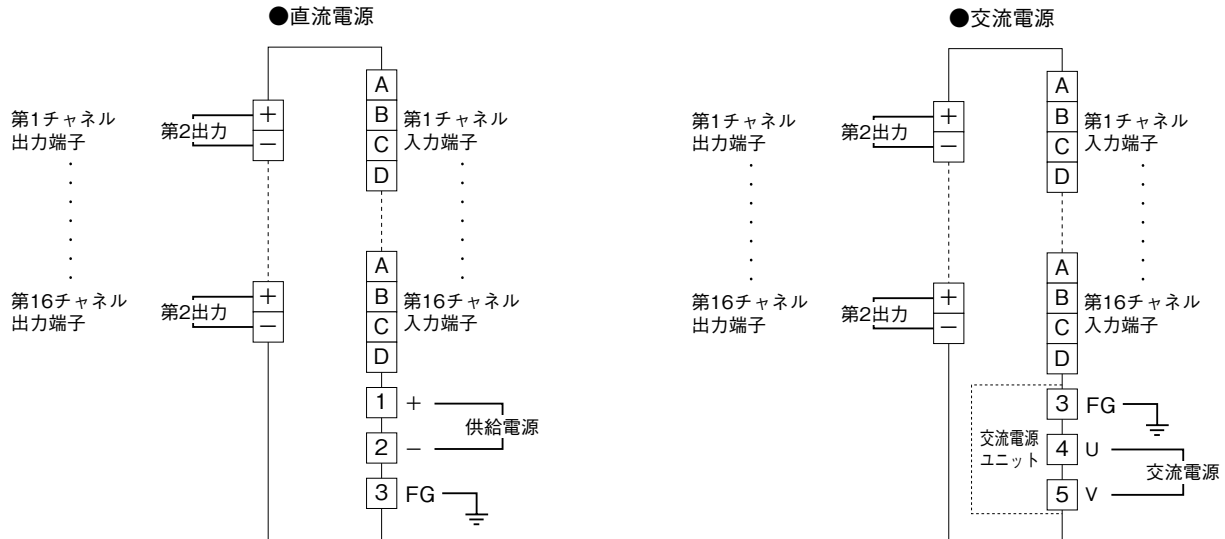 ●直流電源
第1チャネル
出力端子
第2出力
+
−
A
B
C
D
第1チャネル
入力端子
第16チャネル
出力端子
第2出力
+
−
A
B
C
D
第16チャネル
入力端子
1 +
2 −
供給電源
3 FG
●交流電源
第1チャネル
出力端子
第2出力
+
−
A
B
C
D
第1チャネル
入力端子
第16チャネル
出力端子
第2出力
+
−
A
B
C
D
第16チャネル
入力端子
交流電源
ユニット
3 FG
4 U
5 V
交流電源